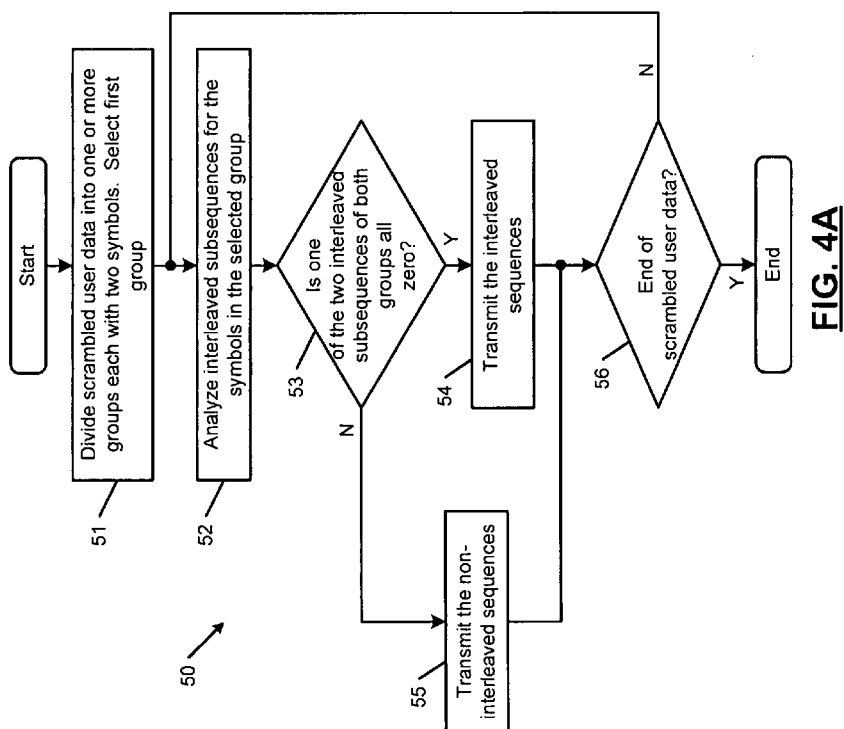 Start
Divide scrambled user data into one or more
groups each with two symbols. Select first
group
51
Analyze interleaved subsequences for the
symbols in the selected group
52
Is one
of the two interleaved
subsequences of both
groups all
zero?
53
N
Y
Transmit the interleaved
sequences
54
Transmit the non-
interleaved sequences
55
50
End of
scrambled user data?
56
N
Y
End
FIG. 4A